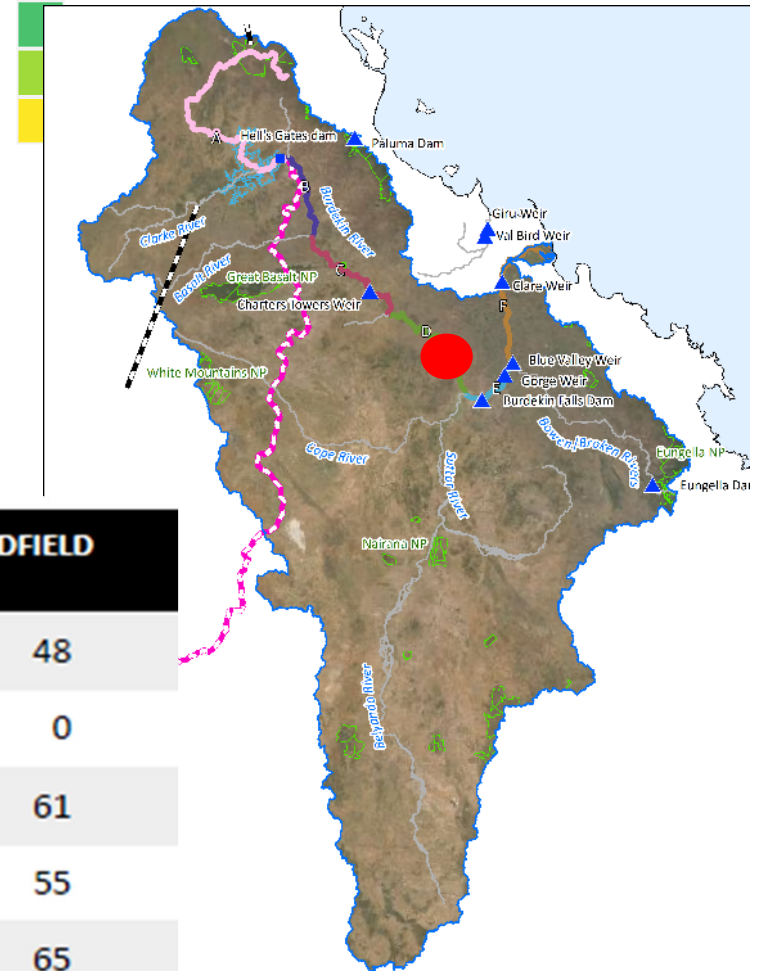 A
Hell's Gates dam
Paluma Dam
B
Burdekin River
Clarke River
Giru Weir
Val Bird Weir
Basalt River
C
Great Basalt NP
Clare Weir
Charters Towers Weir
F
D
Blue Valley Weir
White Mountains NP
Gorge Weir
E
Burdekin Falls Dam
Cape River
Suttor River
Bowen/Broken Rivers
Eungella NP
Eungella Da
DFIELD
Nairana NP
48
0
Belyando River
61
55
65